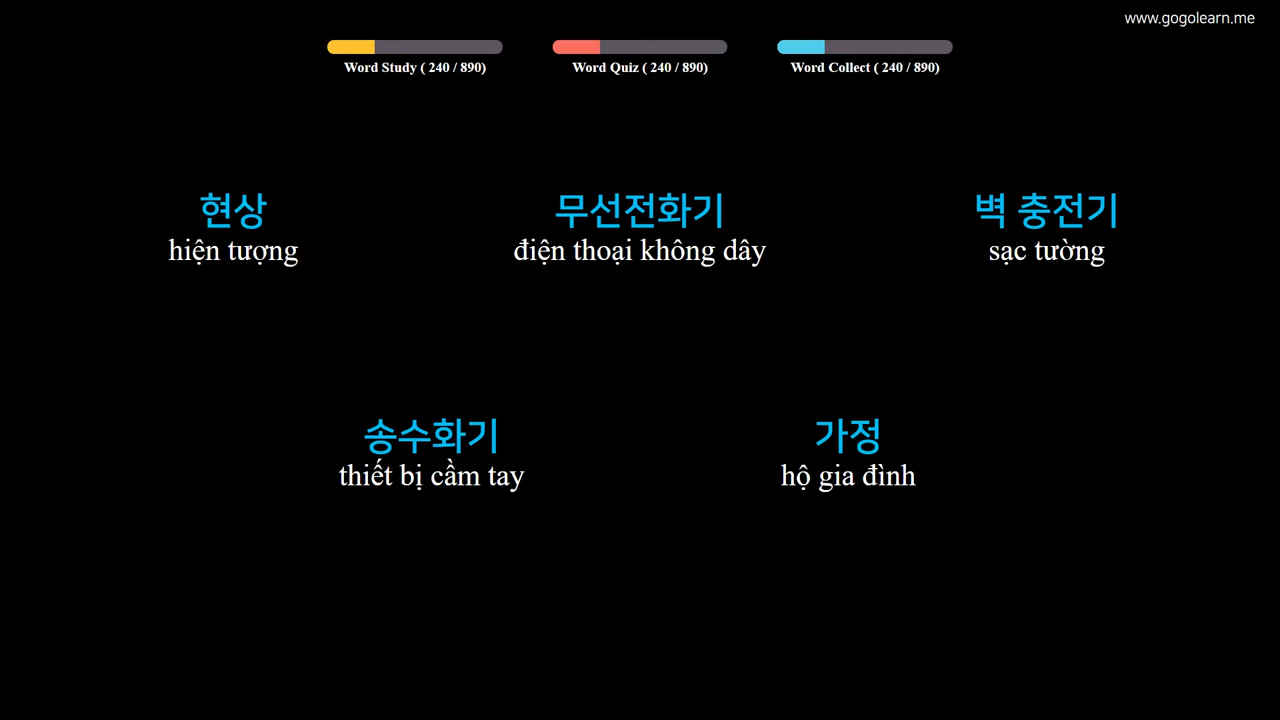 www.gogolearn.me
Word Study ( 240 / 890)
Word Quiz ( 240 / 890)
Word Collect ( 240 / 890)
현상
hiện tượng
무선전화기
điện thoại không dây
벽 충전기
sạc tường
송수화기
thiết bị cầm tay
가정
hộ gia đình